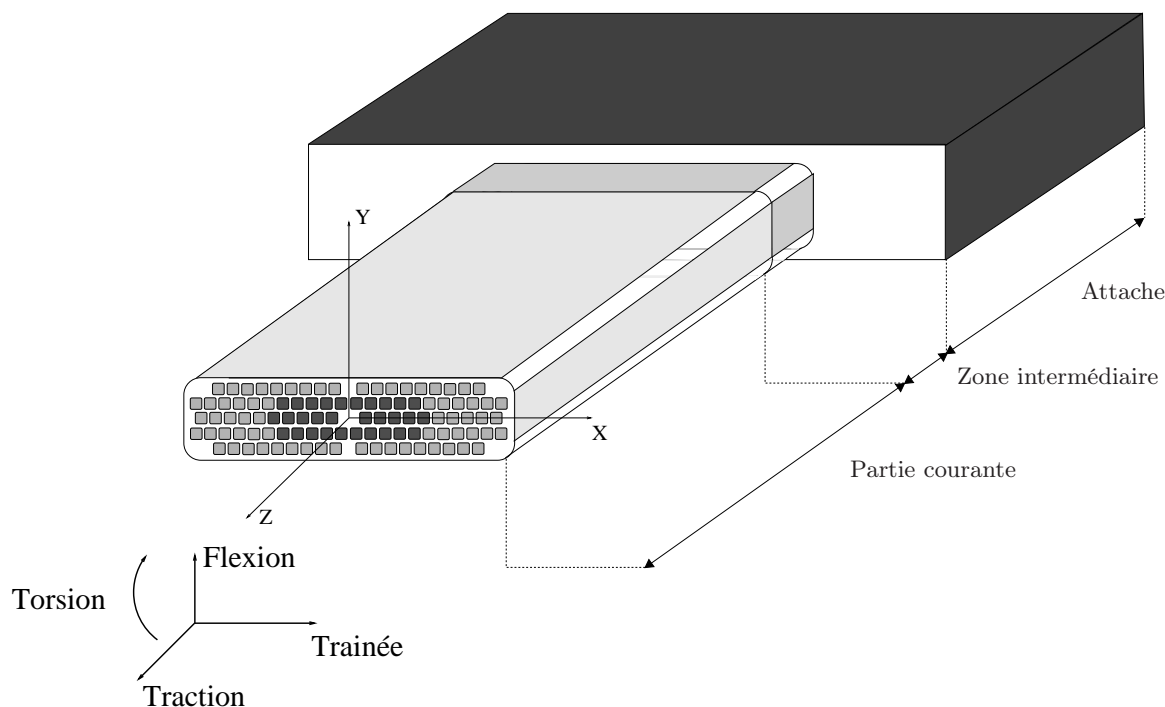 Y
Attache
Zone intermédiaire
X
Partie courante
Z
Flexion
Torsion
Trainée
Traction